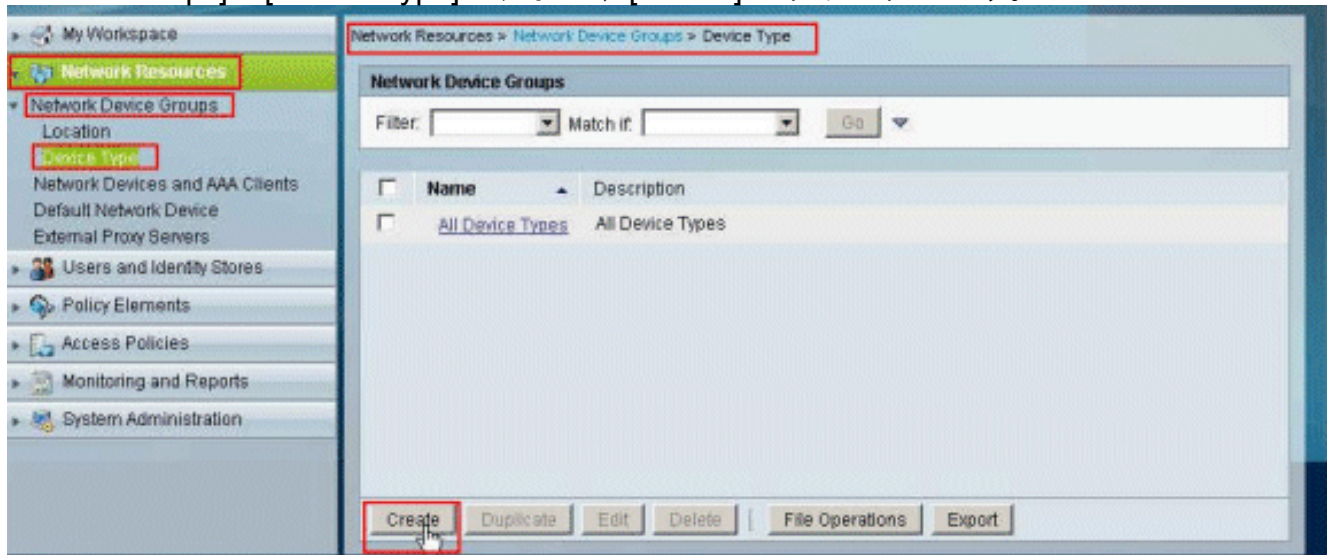 My Workspace
Network Resources
Network Device Groups
Location
Device Type
Network Devices and AAA Clients
Default Network Device
External Proxy Servers
Users and Identity Stores
Policy Elements
Access Policies
Monitoring and Reports
System Administration
Network Resources > Network Device Groups > Device Type
Network Device Groups
Filter: Match if: Go
Name Description
All Device Types All Device Types
Create Duplicate Edit Delete | File Operations Export